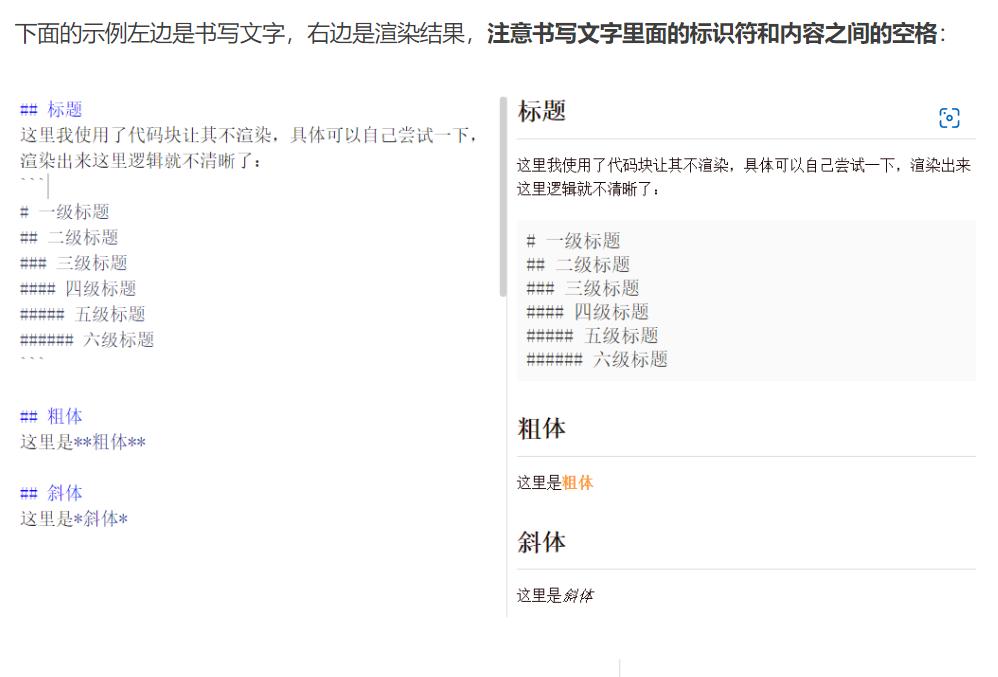 下面的示例左边是书写文字，右边是渲染结果，注意书写文字里面的标识符和内容之间的空格：
## 标题
这里我使用了代码块让其不渲染，具体可以自己尝试一下，
渲染出来这里逻辑就不清晰了：
```
# 一级标题
## 二级标题
### 三级标题
#### 四级标题
##### 五级标题
###### 六级标题
```
## 粗体
这里是**粗体**
## 斜体
这里是*斜体*
标题
这里我使用了代码块让其不渲染，具体可以自己尝试一下，渲染出来
这里逻辑就不清晰了：
# 一级标题
## 二级标题
### 三级标题
#### 四级标题
##### 五级标题
###### 六级标题
粗体
这里是粗体
斜体
这里是斜体